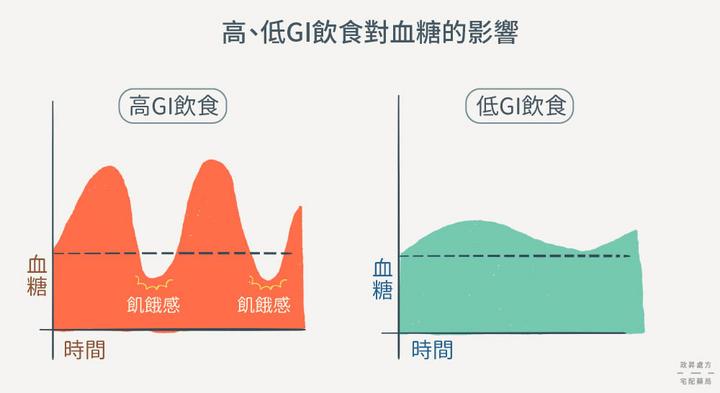 高、低GI飲食對血糖的影響
高GI飲食
低GI飲食
血糖
飢餓感
飢餓感
時間
血糖
時間
政昇處方
宅配藥局